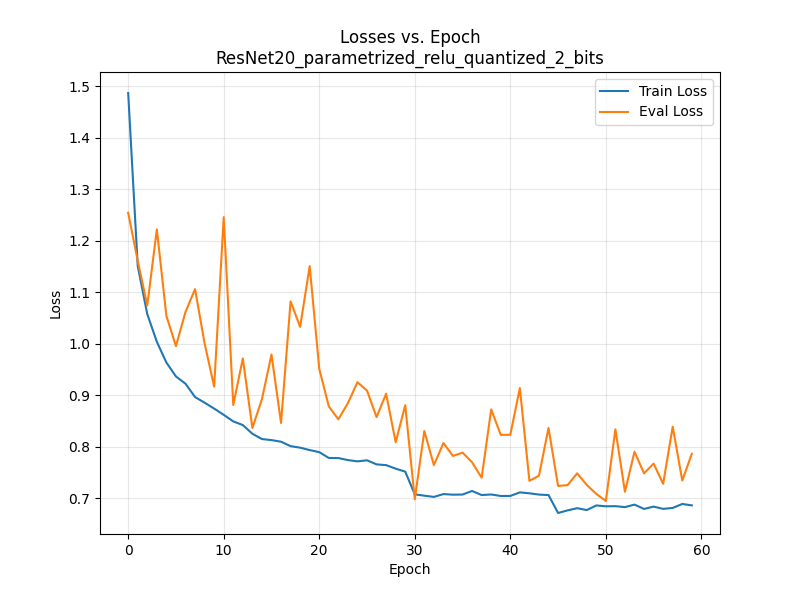 Losses vs. Epoch
ResNet20_parametrized_relu_quantized_2_bits
Train Loss
Eval Loss
1.5
1.4
1.3
1.2
1.1
1.0
0.9
0.8
0.7
Loss
0 10 20 30 40 50 60
Epoch